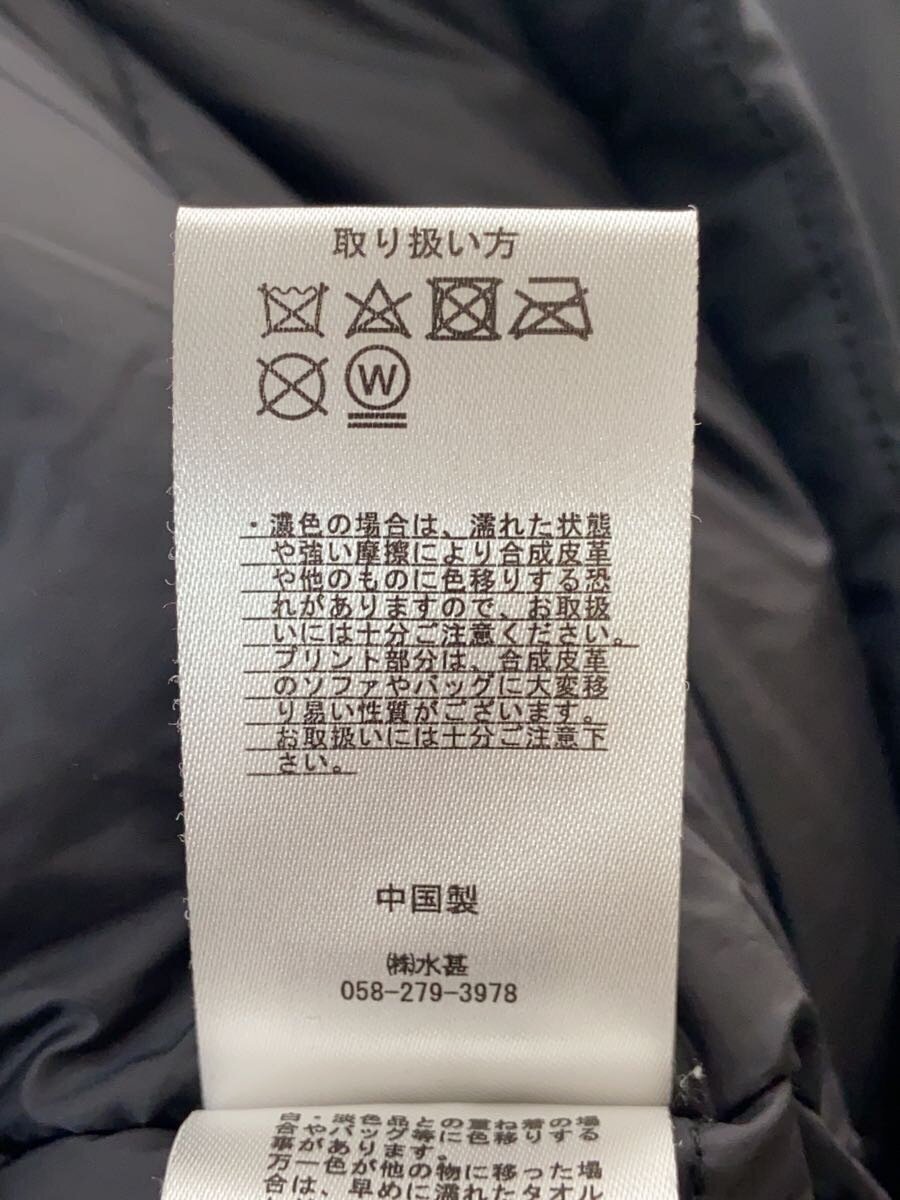 取り扱い方
W
・濃色の場合は、濡れた状態
や強い摩擦により合成皮革
や他のものに色移りする恐
れがありますので、お取扱
いには十分ご注意ください。
プリント部分は、合成皮革
のソファやバッグに大変移
り易い性質がございます。
お取扱いには十分ご注意下
さい。
中国製
㈱水甚
058-279-3978
・淡色品との重ね着の場
合やバッグ等に色移りする
事があります。
万が一色が他の物に移った場
合は、早めに濡れたタオル